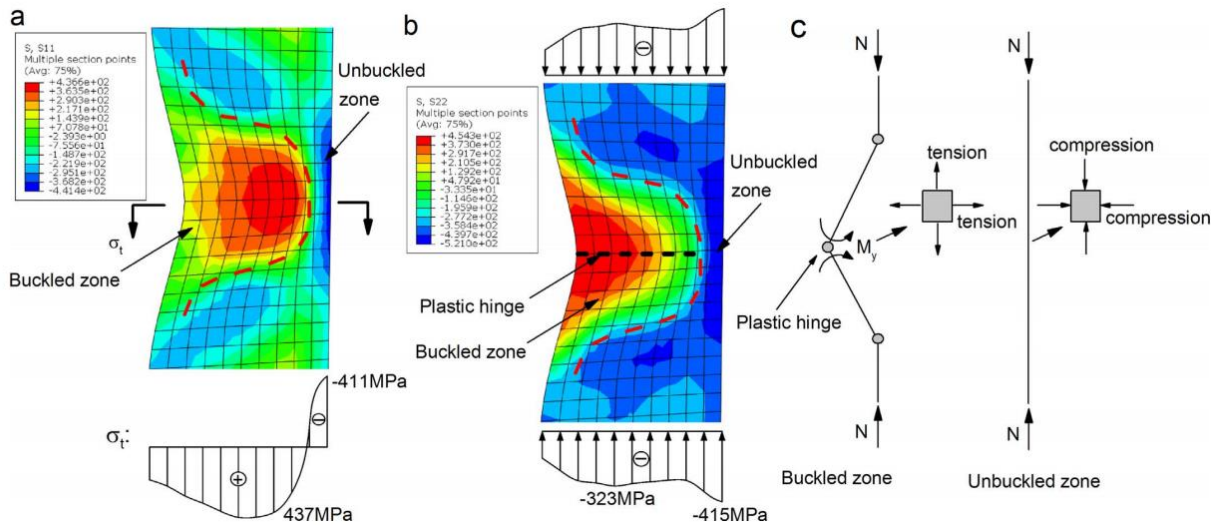 a
S, S11
Multiple section points
(Avg: 75%)
+4.366e+02
+3.635e+02
+2.903e+02
+2.171e+02
+1.439e+02
+7.078e+01
-2.393e+00
-7.556e+01
-1.487e+02
-2.219e+02
-2.951e+02
-3.682e+02
-4.414e+02
Unbuckled
zone
σt
Buckled zone
-411MPa
σt:
437MPa
b
S, S22
Multiple section points
(Avg: 75%)
+4.543e+02
+3.730e+02
+2.917e+02
+2.105e+02
+1.292e+02
+4.792e+01
-3.335e+01
-1.146e+02
-1.959e+02
-2.772e+02
-3.584e+02
-4.397e+02
-5.210e+02
Unbuckled
zone
Plastic hinge
Buckled zone
-323MPa
-415MPa
c
N
N
tension
tension
My
Plastic hinge
compression
compression
N
N
Buckled zone
Unbuckled zone